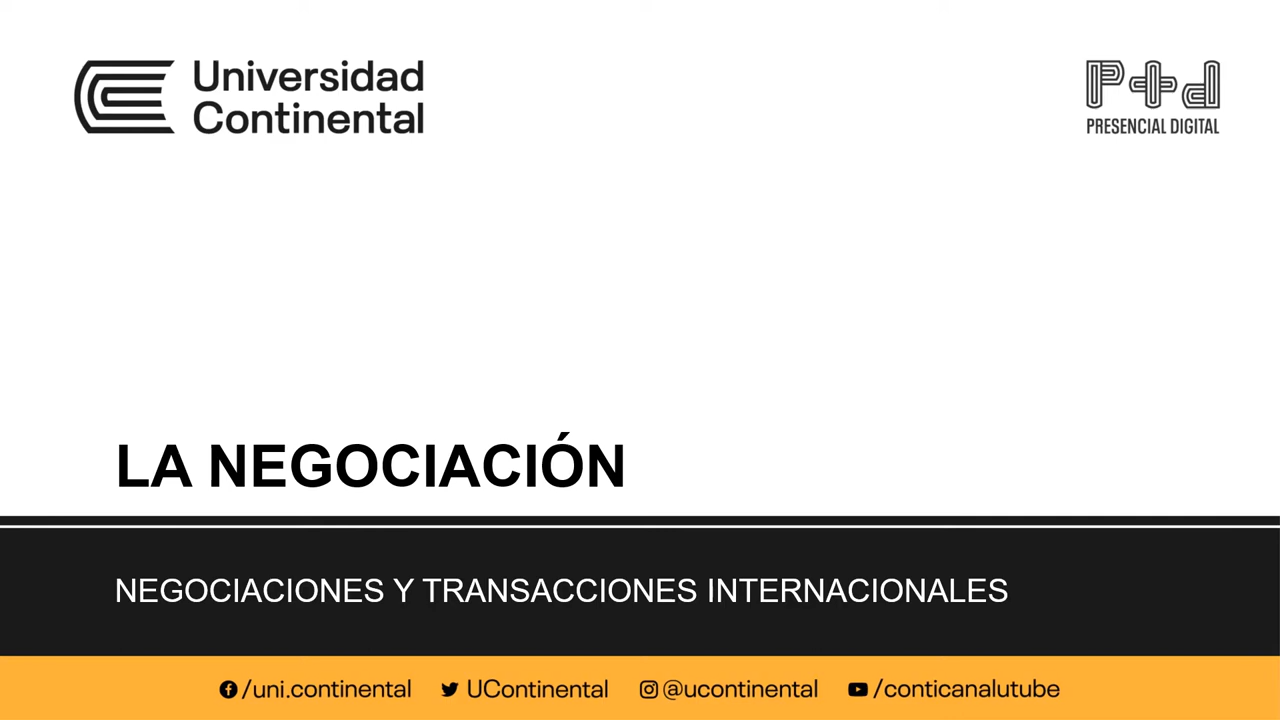 Universidad
Continental
P+d
PRESENCIAL DIGITAL
LA NEGOCIACIÓN
NEGOCIACIONES Y TRANSACCIONES INTERNACIONALES
/uni.continental UContinental @ucontinental /conticanalutube